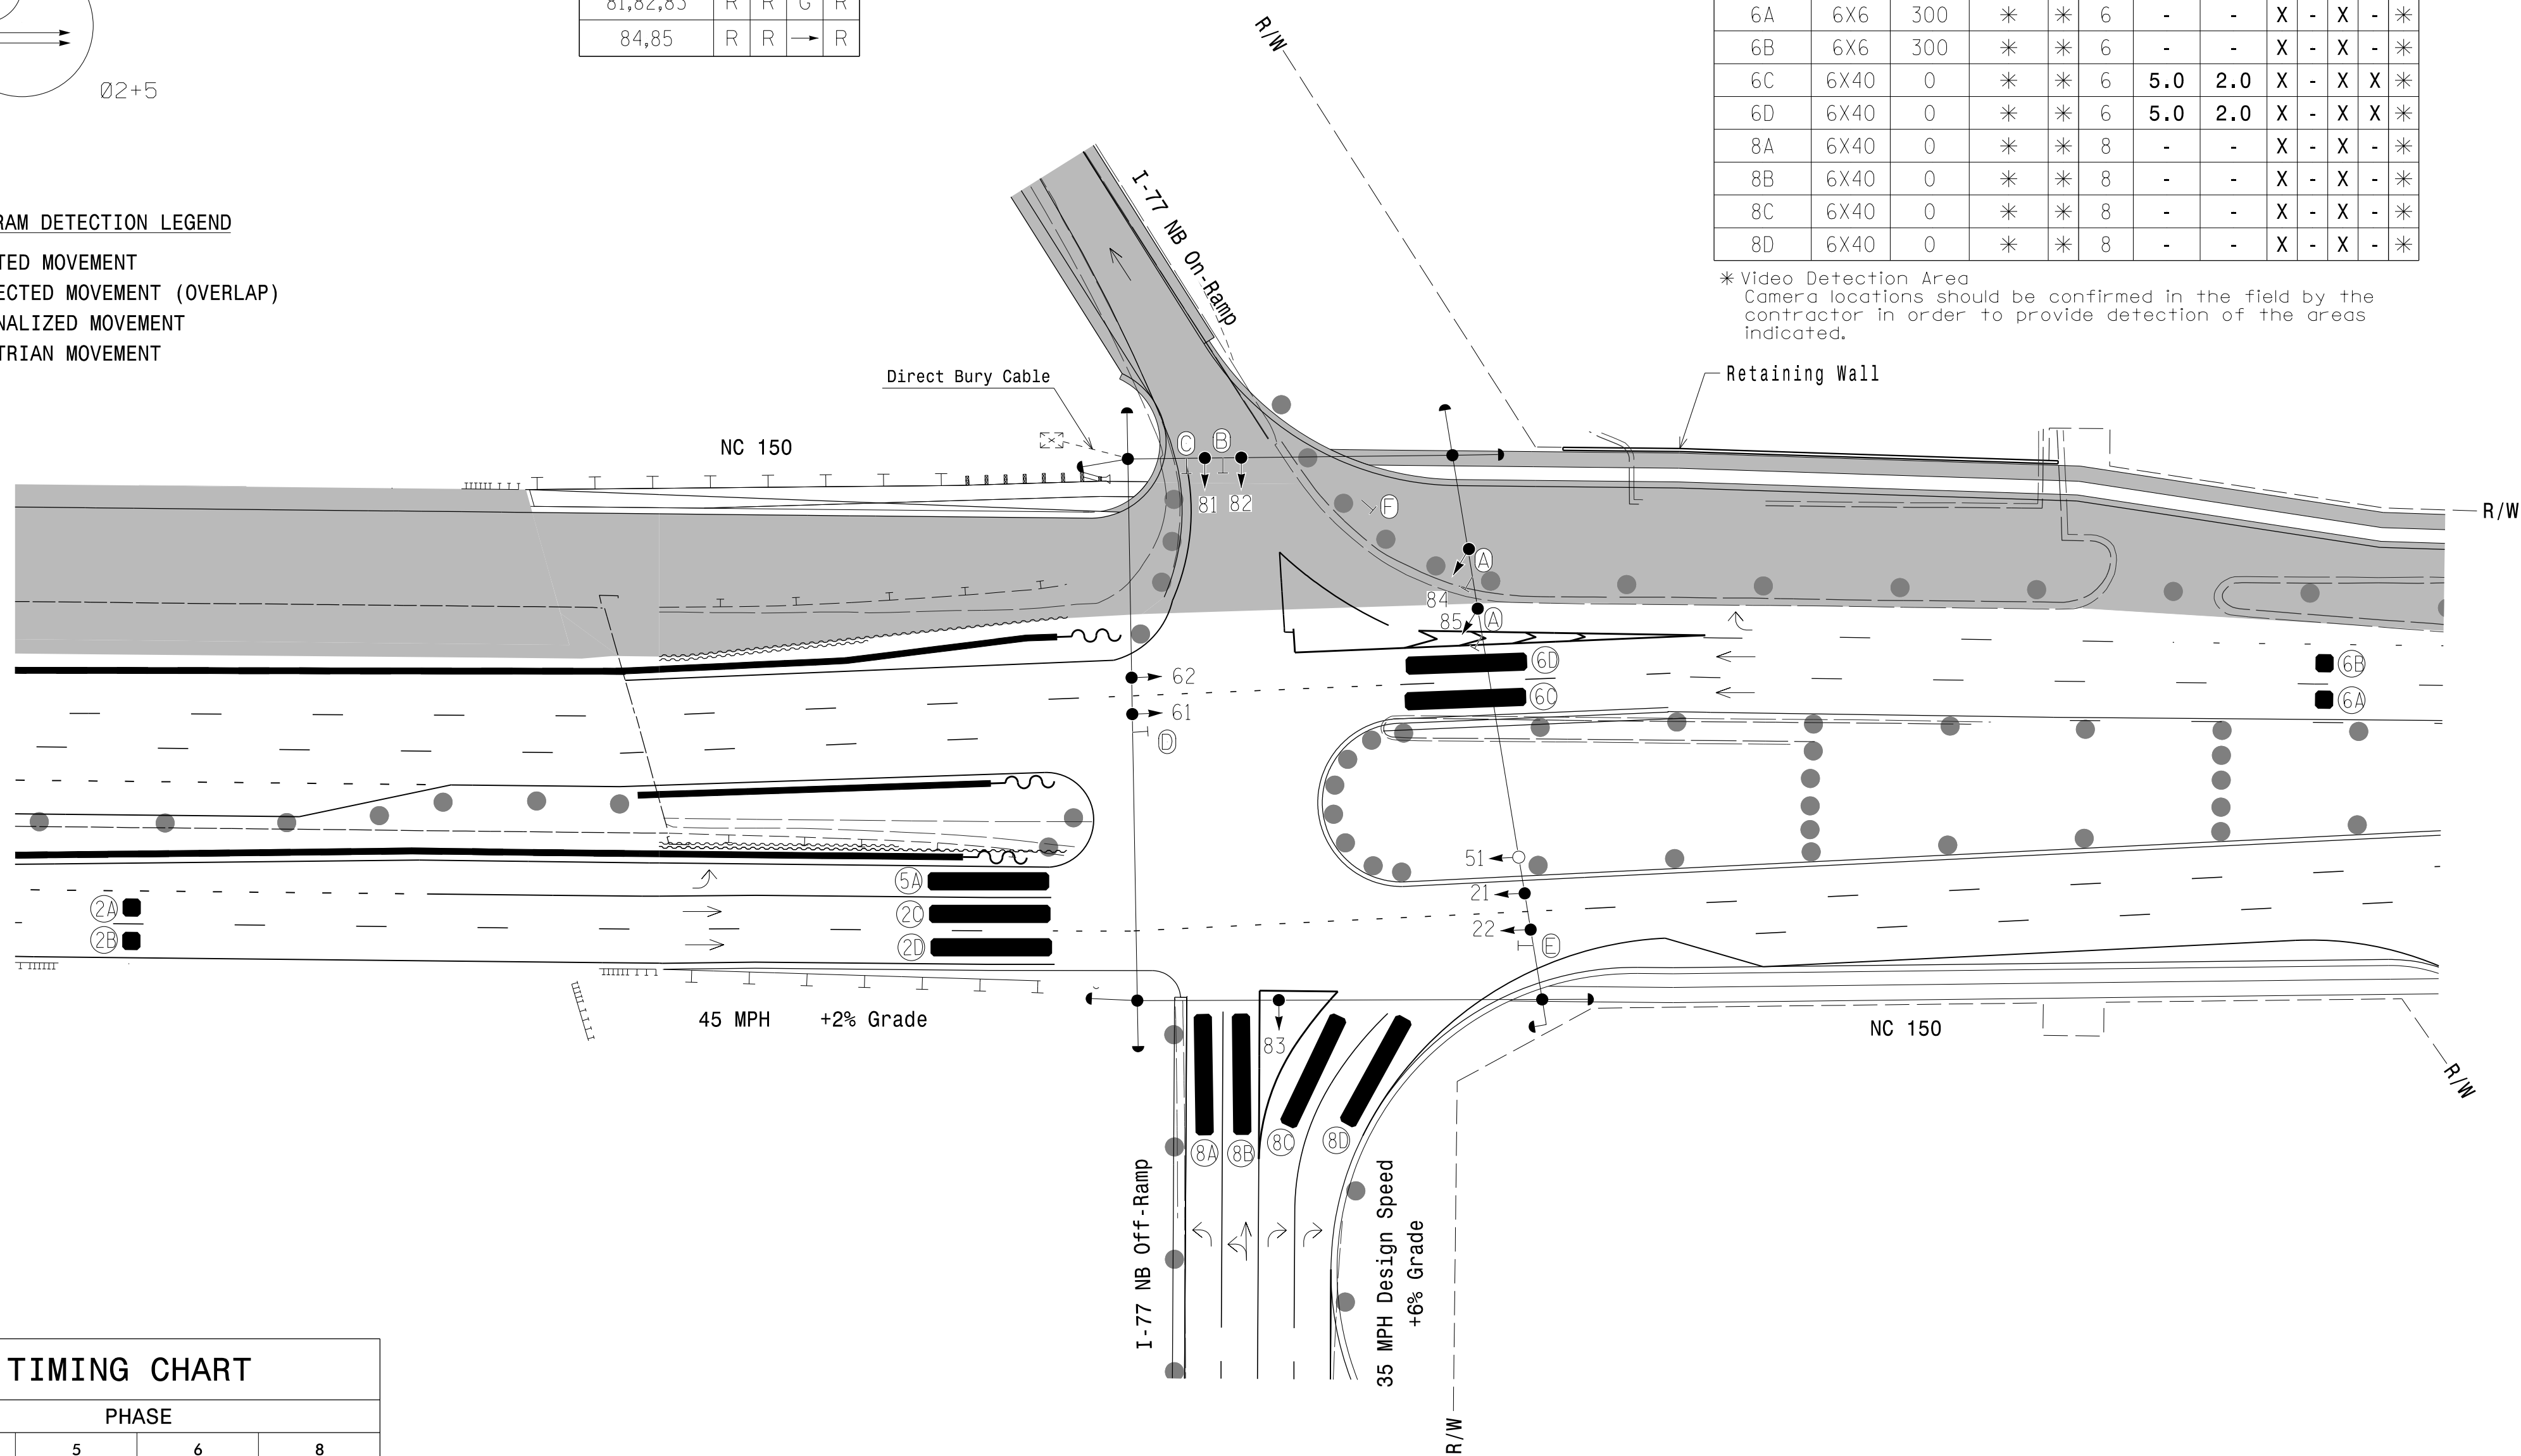 81,82,83 R R G R
84,85 R R → R
Ø2+5
RAM DETECTION LEGEND
TED MOVEMENT
ECTED MOVEMENT (OVERLAP)
NALIZED MOVEMENT
TRIAN MOVEMENT
6A 6X6 300 * * 6 - - X - X - *
6B 6X6 300 * * 6 - - X - X - *
6C 6X40 0 * * 6 5.0 2.0 X - X X *
6D 6X40 0 * * 6 5.0 2.0 X - X X *
8A 6X40 0 * * 8 - - X - X - *
8B 6X40 0 * * 8 - - X - X - *
8C 6X40 0 * * 8 - - X - X - *
8D 6X40 0 * * 8 - - X - X - *
* Video Detection Area
Camera locations should be confirmed in the field by the
contractor in order to provide detection of the areas
indicated.
R/W
I-77 NB On-Ramp
Direct Bury Cable
Retaining Wall
NC 150
C
B
81
82
F
R/W
A
84
85
A
6D
6C
6B
6A
62
61
D
51
21
22
E
5A
2C
2D
2A
2B
45 MPH +2% Grade
83
NC 150
R/W
8A
8B
8C
8D
I-77 NB Off-Ramp
35 MPH Design Speed
+6% Grade
R/W
TIMING CHART
PHASE
5 6 8